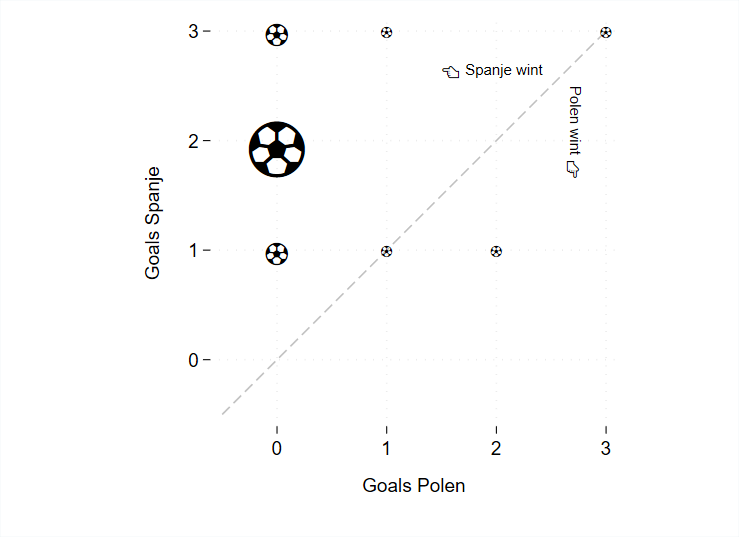 3
Spanje wint
Polen wint
2
Goals Spanje
1
0
0 1 2 3
Goals Polen